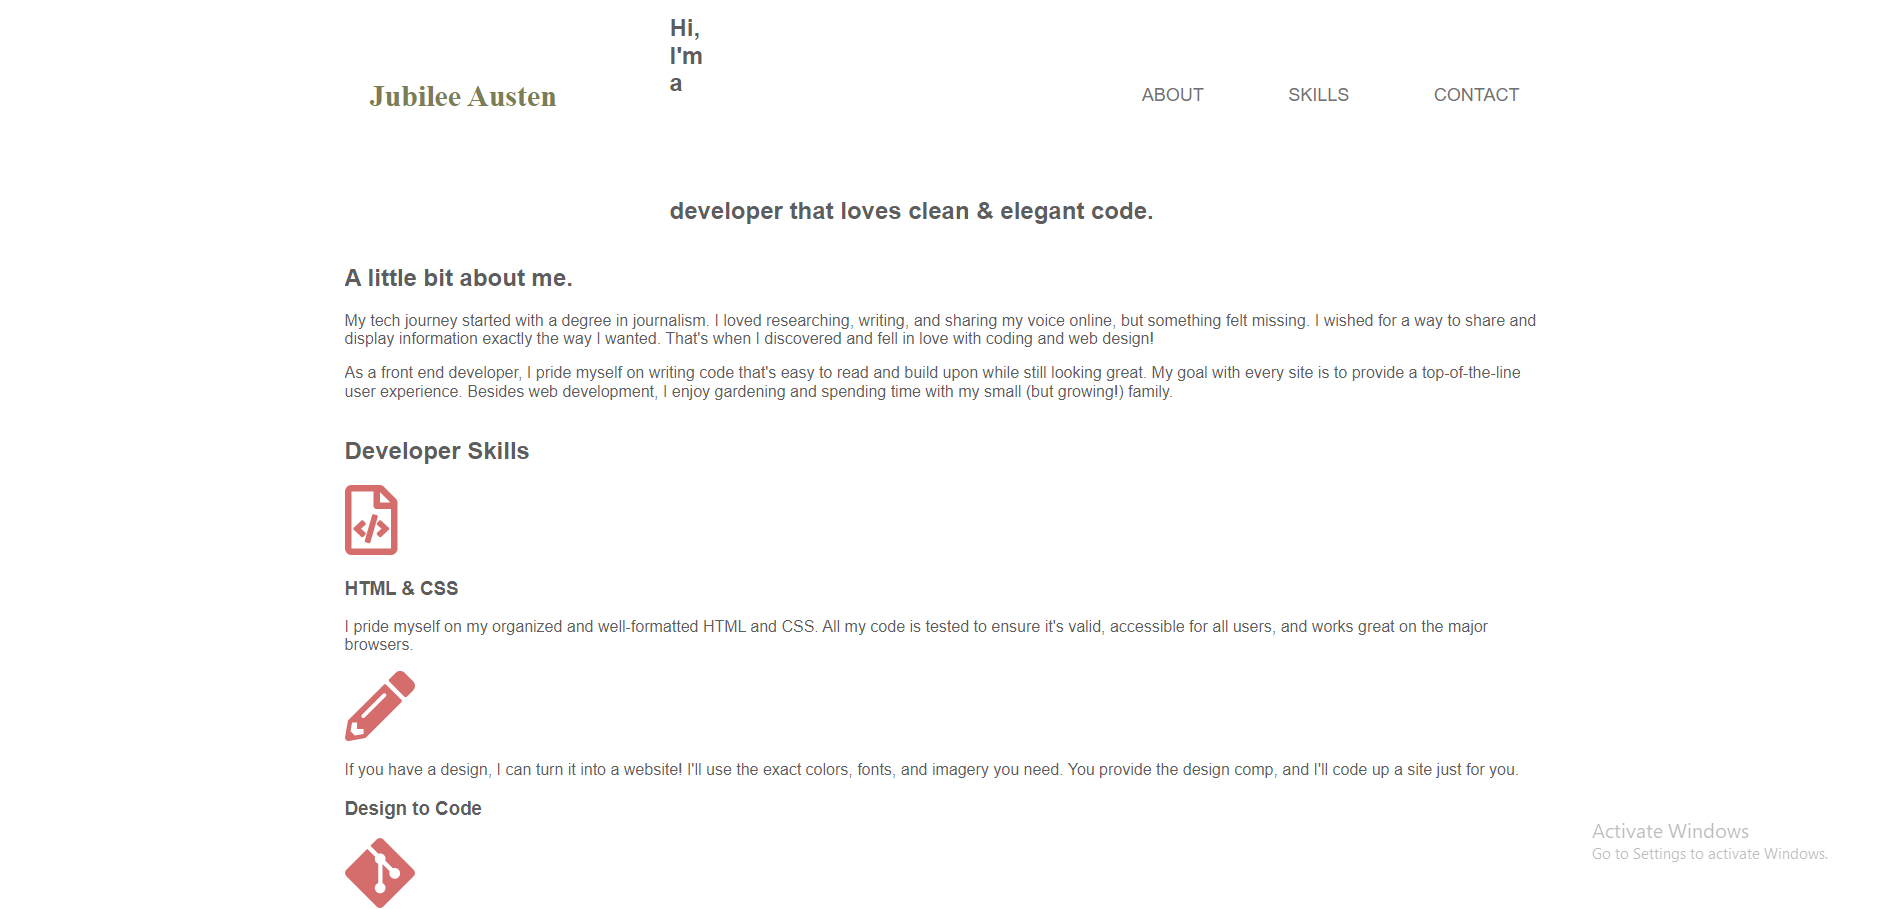 Hi,
I'm
a
Jubilee Austen
ABOUT
SKILLS
CONTACT
developer that loves clean & elegant code.
A little bit about me.
My tech journey started with a degree in journalism. I loved researching, writing, and sharing my voice online, but something felt missing. I wished for a way to share and
display information exactly the way I wanted. That's when I discovered and fell in love with coding and web design!
As a front end developer, I pride myself on writing code that's easy to read and build upon while still looking great. My goal with every site is to provide a top-of-the-line
user experience. Besides web development, I enjoy gardening and spending time with my small (but growing!) family.
Developer Skills
</>
HTML & CSS
I pride myself on my organized and well-formatted HTML and CSS. All my code is tested to ensure it's valid, accessible for all users, and works great on the major
browsers.
If you have a design, I can turn it into a website! I'll use the exact colors, fonts, and imagery you need. You provide the design comp, and I'll code up a site just for you.
Design to Code
Activate Windows
Go to Settings to activate Windows.